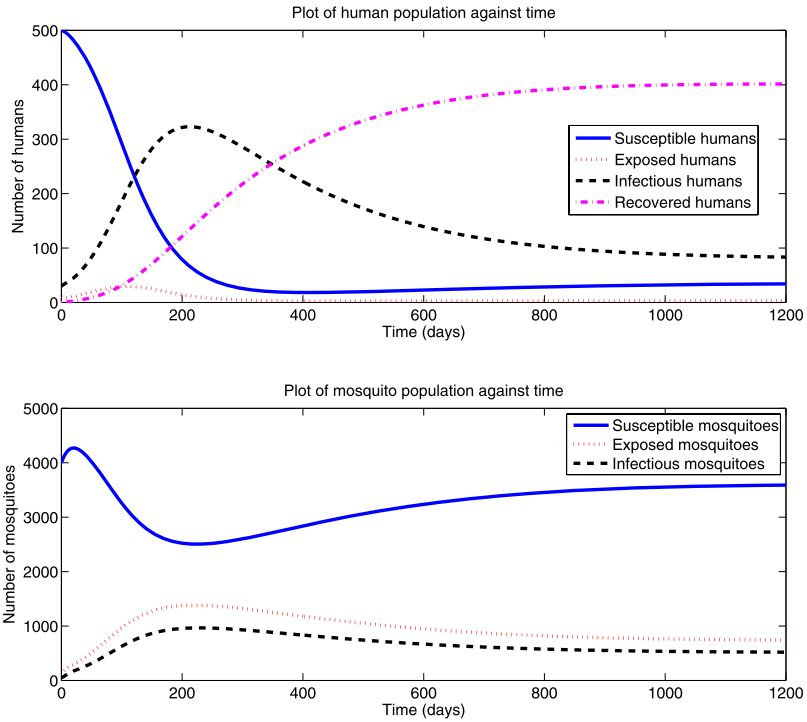 Plot of human population against time
500
400
300
200
100
0
Number of humans
Susceptible humans
Exposed humans
Infectious humans
Recovered humans
0 200 400 600 800 1000 1200
Time (days)
Plot of mosquito population against time
5000
4000
3000
2000
1000
0
Number of mosquitoes
Susceptible mosquitoes
Exposed mosquitoes
Infectious mosquitoes
0 200 400 600 800 1000 1200
Time (days)